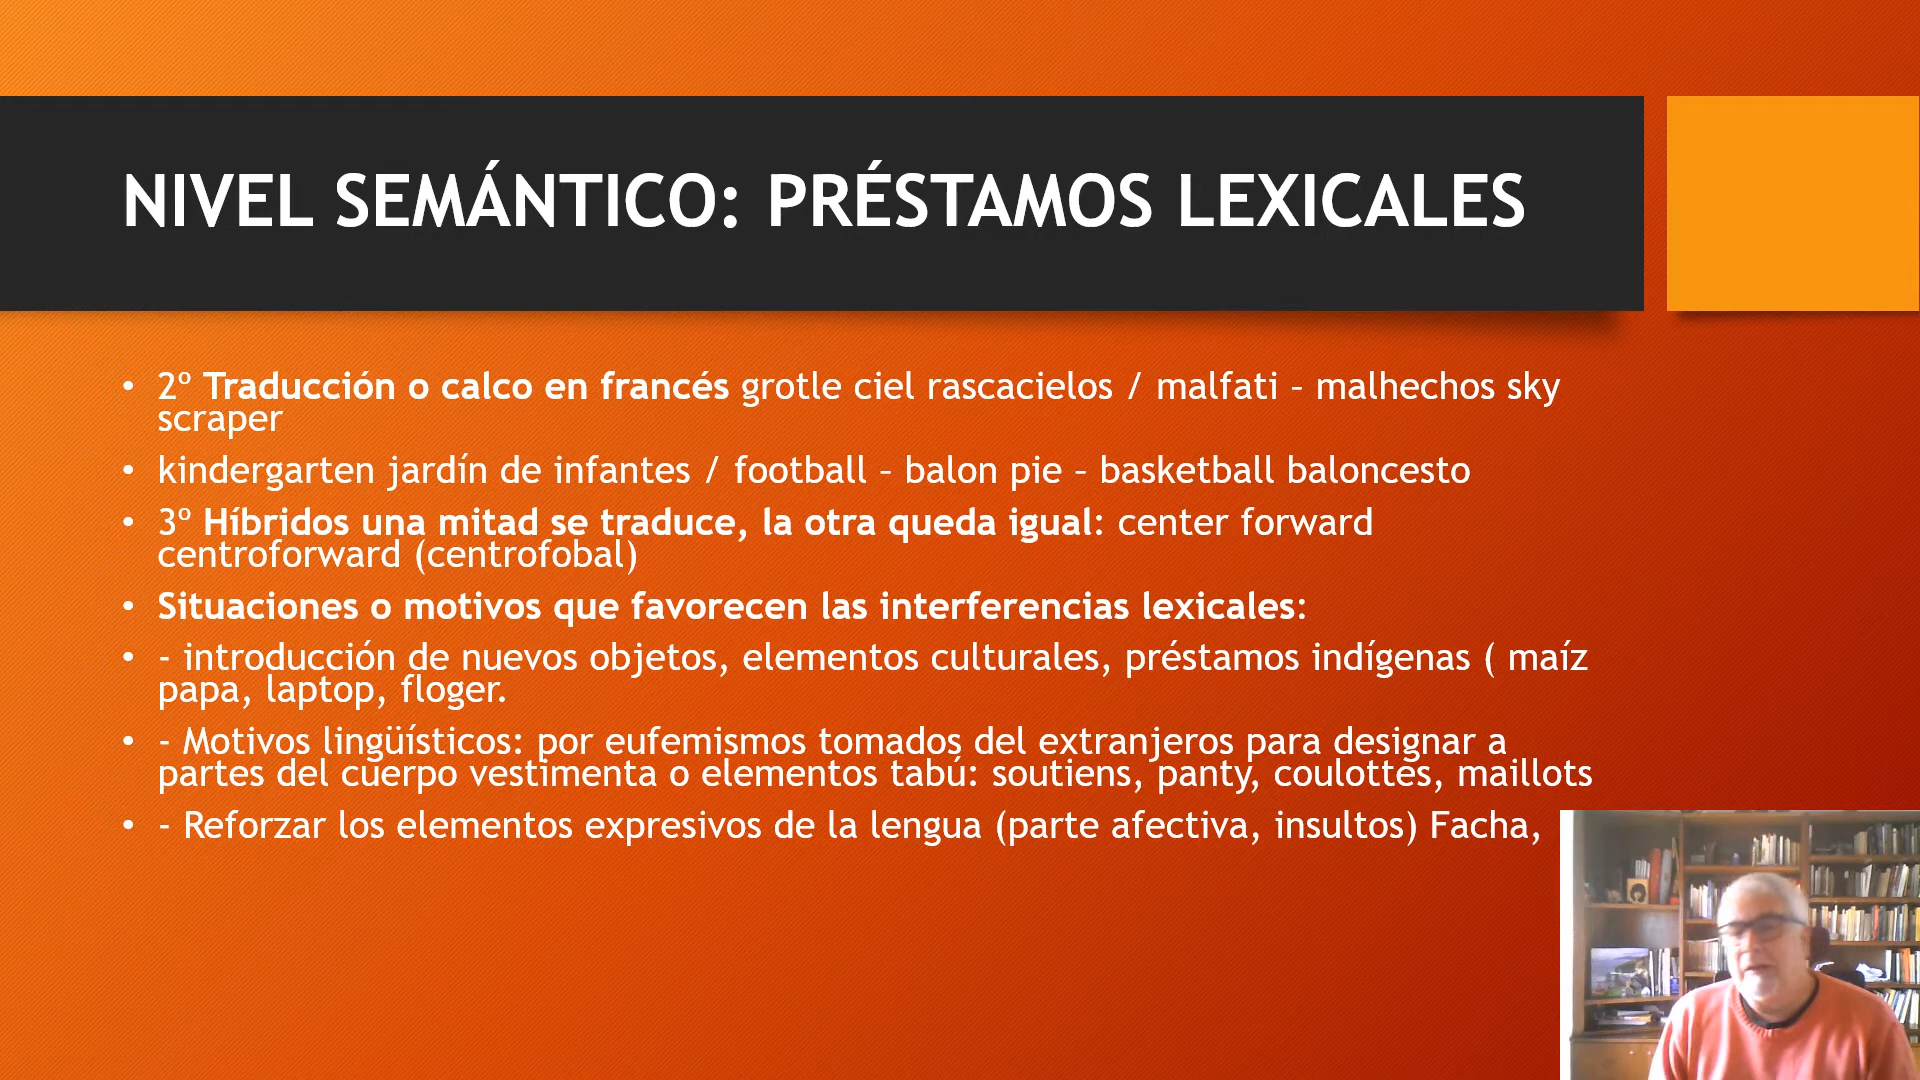 NIVEL SEMÁNTICO: PRÉSTAMOS LEXICALES
• 2º Traducción o calco en francés grotle ciel rascacielos / malfati – malhechos sky
scraper
• kindergarten jardín de infantes / football – balon pie – basketball baloncesto
• 3º Híbridos una mitad se traduce, la otra queda igual: center forward
centroforward (centrofobal)
• Situaciones o motivos que favorecen las interferencias lexicales:
• - introducción de nuevos objetos, elementos culturales, préstamos indígenas ( maíz
papa, laptop, floger.
• - Motivos lingüísticos: por eufemismos tomados del extranjeros para designar a
partes del cuerpo vestimenta o elementos tabú: soutiens, panty, coulottes, maillots
• - Reforzar los elementos expresivos de la lengua (parte afectiva, insultos) Facha,